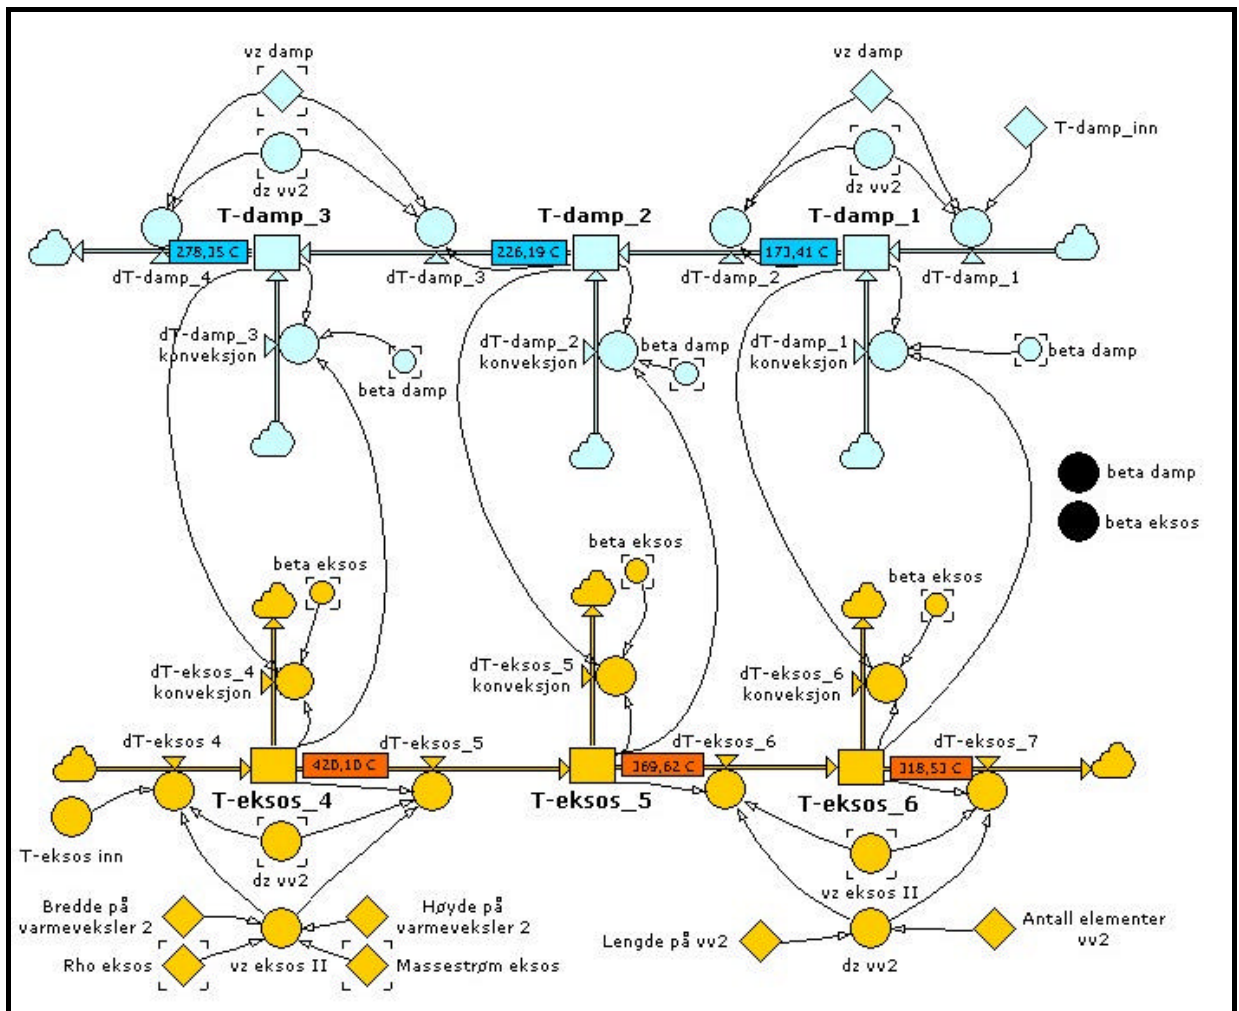 vz damp
vz damp
T-damp_inn
dz vv2
dz vv2
T-damp_3
T-damp_2
T-damp_1
278,35 C
226,19 C
173,41 C
dT-damp_4
dT-damp_3
dT-damp_2
dT-damp_1
dT-damp_3
konveksjon
dT-damp_2
konveksjon
dT-damp_1
konveksjon
beta damp
beta damp
beta damp
beta damp
beta eksos
beta eksos
beta eksos
beta eksos
dT-eksos_4
konveksjon
dT-eksos_5
konveksjon
dT-eksos_6
konveksjon
dT-eksos 4
dT-eksos_5
dT-eksos_6
dT-eksos_7
420,10 C
369,62 C
318,53 C
T-eksos_4
T-eksos_5
T-eksos_6
T-eksos inn
dz vv2
vz eksos II
Bredde på
varmeveksler 2
Høyde på
varmeveksler 2
Rho eksos
vz eksos II
Massestrøm eksos
Lengde på vv2
dz vv2
Antall elementer
vv2